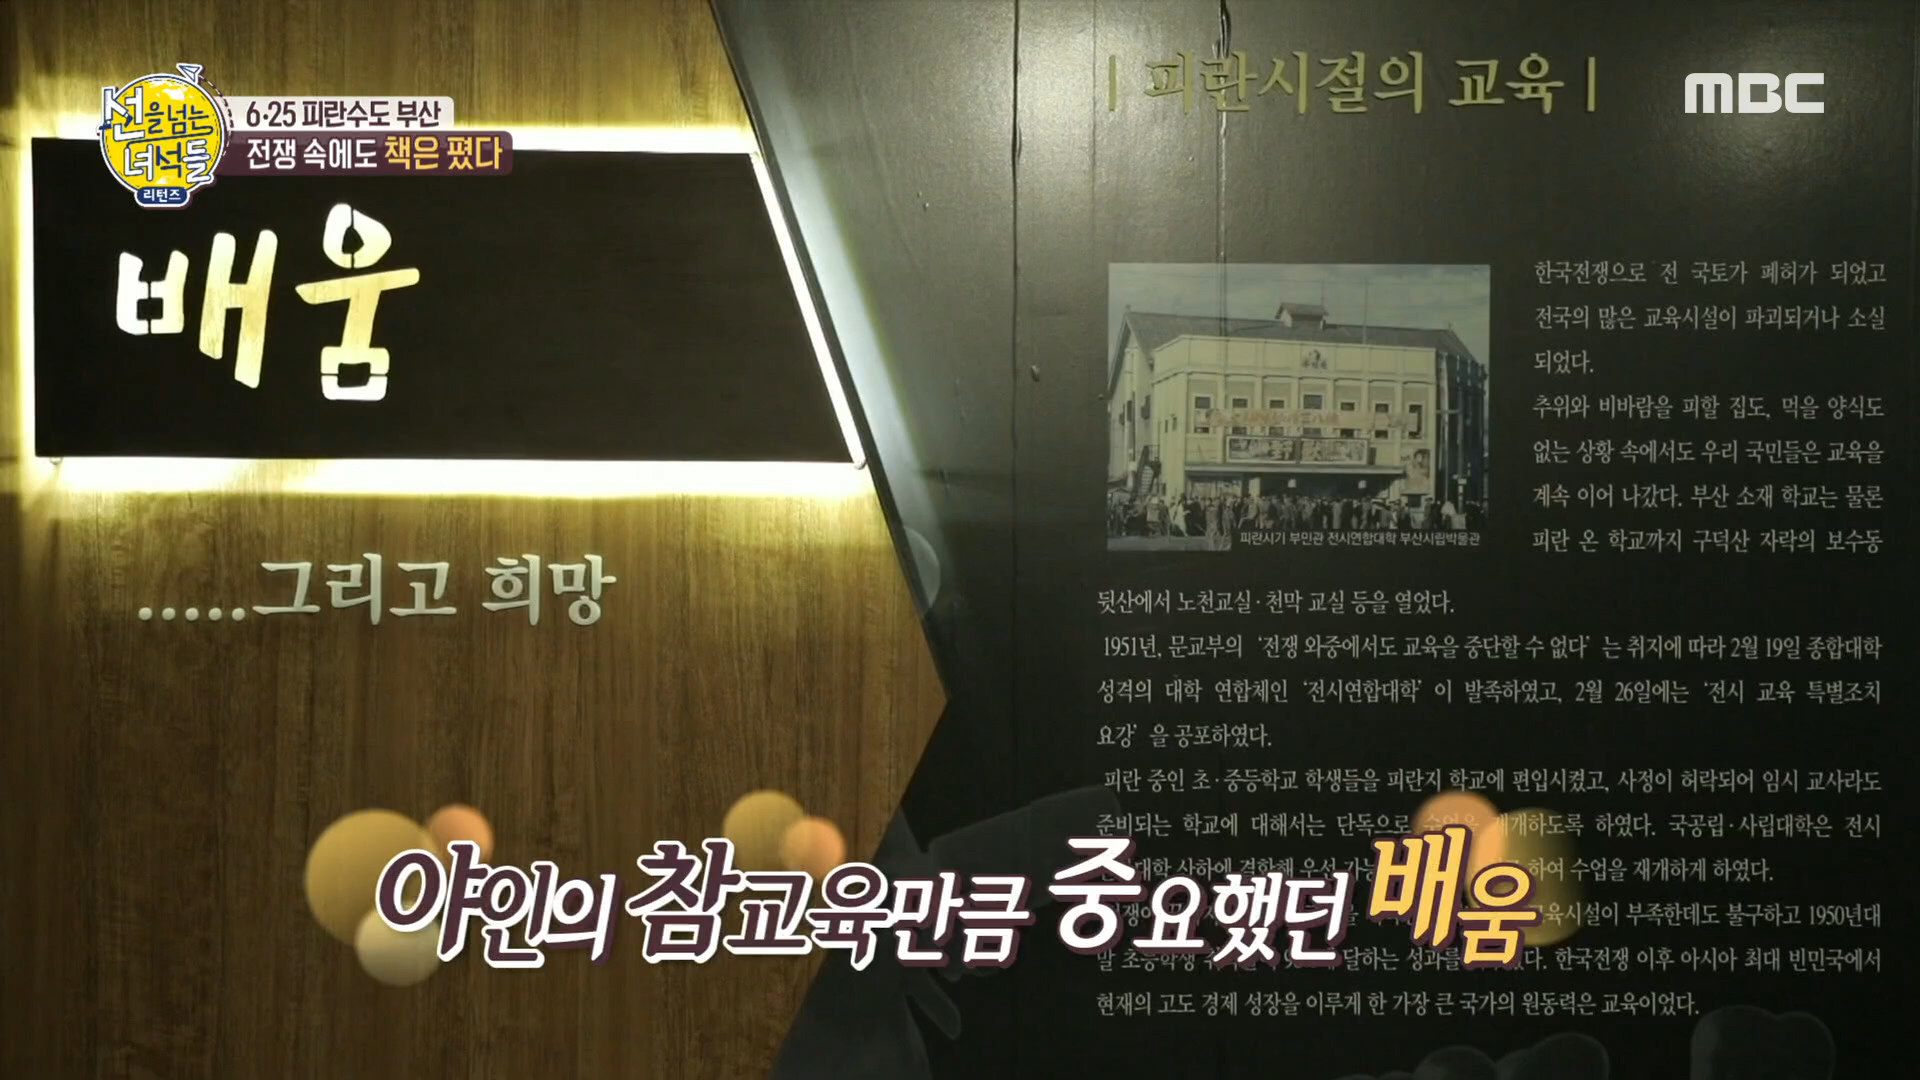 선을넘는
녀석들
리턴즈
6·25 피란수도 부산
전쟁 속에도 책은 폈다
MBC
배움
.....그리고 희망
| 피란시절의 교육 |
한국전쟁으로 전 국토가 폐허가 되었고
전국의 많은 교육시설이 파괴되거나 소실
되었다.
추위와 비바람을 피할 집도, 먹을 양식도
없는 상황 속에서도 우리 국민들은 교육을
계속 이어 나갔다. 부산 소재 학교는 물론
피란 온 학교까지 구덕산 자락의 보수동
피란시기 부민관 전시연합대학 부산시립박물관
뒷산에서 노천교실·천막 교실 등을 열었다.
1951년, 문교부의 '전쟁 와중에서도 교육을 중단할 수 없다' 는 취지에 따라 2월 19일 종합대학
성격의 대학 연합체인 '전시연합대학' 이 발족하였고, 2월 26일에는 '전시 교육 특별조치
요강' 을 공포하였다.
피란 중인 초·중등학교 학생들을 피란지 학교에 편입시켰고, 사정이 허락되어 임시 교사라도
준비되는 학교에 대해서는 단독으로 수업을 재개하도록 하였다. 국공립·사립대학은 전시
대학 산하에 결합해 우선 하여 수업을 재개하게 하였다.
교육시설이 부족한데도 불구하고 1950년대
말 초등학생 달하는 성과를 한국전쟁 이후 아시아 최대 빈민국에서
현재의 고도 경제 성장을 이루게 한 가장 큰 국가의 원동력은 교육이었다.
야인의 참교육만큼 중요했던 배움